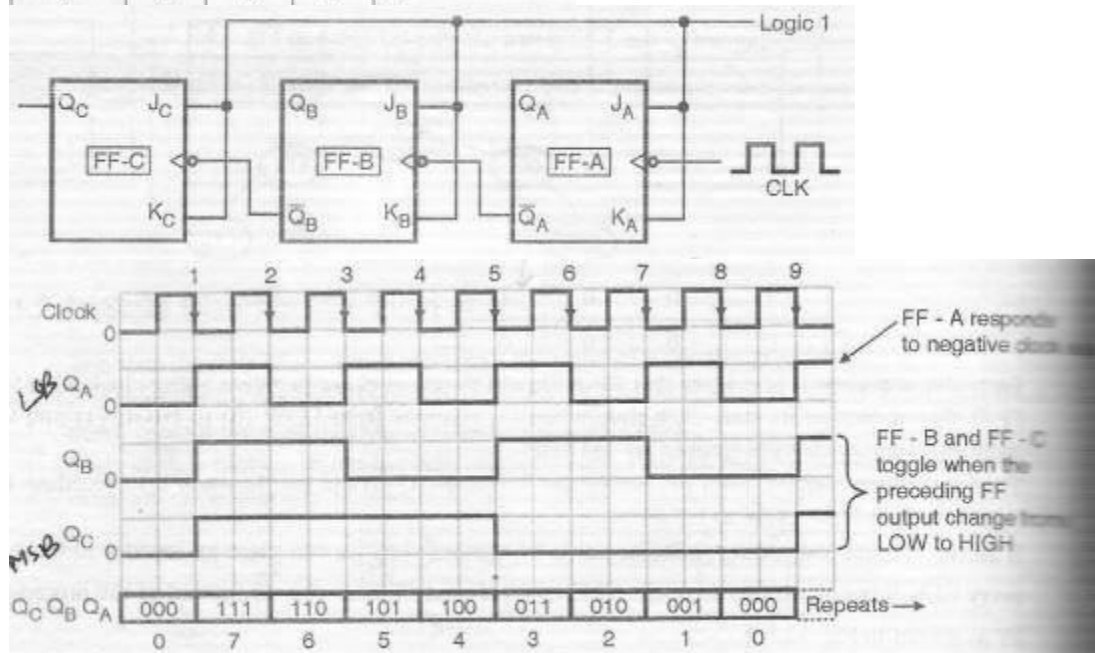 Logic 1
Q_C J_C Q_B J_B Q_A J_A
FF-C FF-B FF-A
CLK
K_C Q̅_B K_B Q̅_A K_A
1 2 3 4 5 6 7 8 9
Clock
0
FF - A responds
to negative
LSB Q_A
0
Q_B
0
FF - B and FF - C
toggle when the
preceding FF
output change from
LOW to HIGH
MSB Q_C
0
Q_C Q_B Q_A 000 111 110 101 100 011 010 001 000 Repeats→
0 7 6 5 4 3 2 1 0